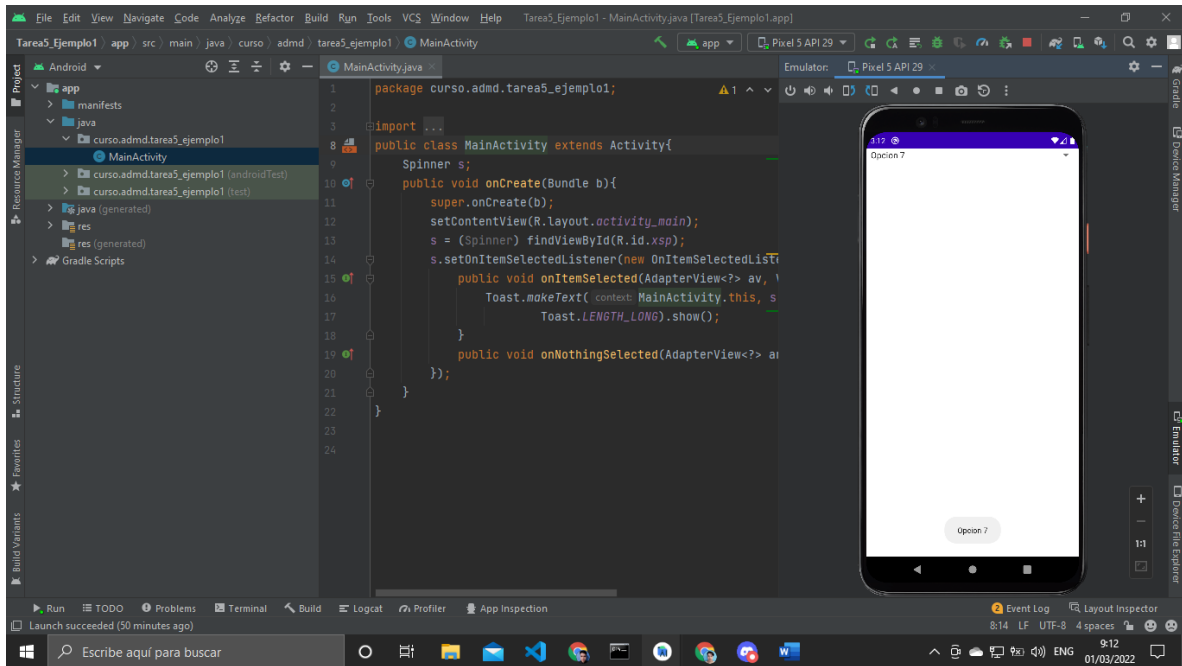 File Edit View Navigate Code Analyze Refactor Build Run Tools VCS Window Help Tarea5_Ejemplo1 - MainActivity.java [Tarea5_Ejemplo1.app]
Tarea5_Ejemplo1 app src main java curso admd tarea5_ejemplo1 MainActivity app Pixel 5 API 29
Project
Resource Manager
Structure
Favorites
Build Variants
Android
app
manifests
java
curso.admd.tarea5_ejemplo1
MainActivity
curso.admd.tarea5_ejemplo1 (androidTest)
curso.admd.tarea5_ejemplo1 (test)
java (generated)
res
res (generated)
Gradle Scripts
MainActivity.java
1 package curso.admd.tarea5_ejemplo1;
1
2
3 import ...
8 public class MainActivity extends Activity{
9 Spinner s;
10 public void onCreate(Bundle b){
11 super.onCreate(b);
12 setContentView(R.layout.activity_main);
13 s = (Spinner) findViewById(R.id.xsp);
14 s.setOnItemSelectedListener(new OnItemSelectedListe
15 public void onItemSelected(AdapterView<?> av, V
16 Toast.makeText( context: MainActivity.this, s
17 Toast.LENGTH_LONG).show();
18 }
19 public void onNothingSelected(AdapterView<?> a
20 });
21 }
22 }
23
24
Emulator: Pixel 5 API 29
3:12
Opcion 7
Opcion 7
1:1
Gradle
Device Manager
Emulator
Device File Explorer
Run TODO Problems Terminal Build Logcat Profiler App Inspection 2 Event Log Layout Inspector
Launch succeeded (50 minutes ago) 8:14 LF UTF-8 4 spaces
Escribe aquí para buscar
ENG
9:12
01/03/2022